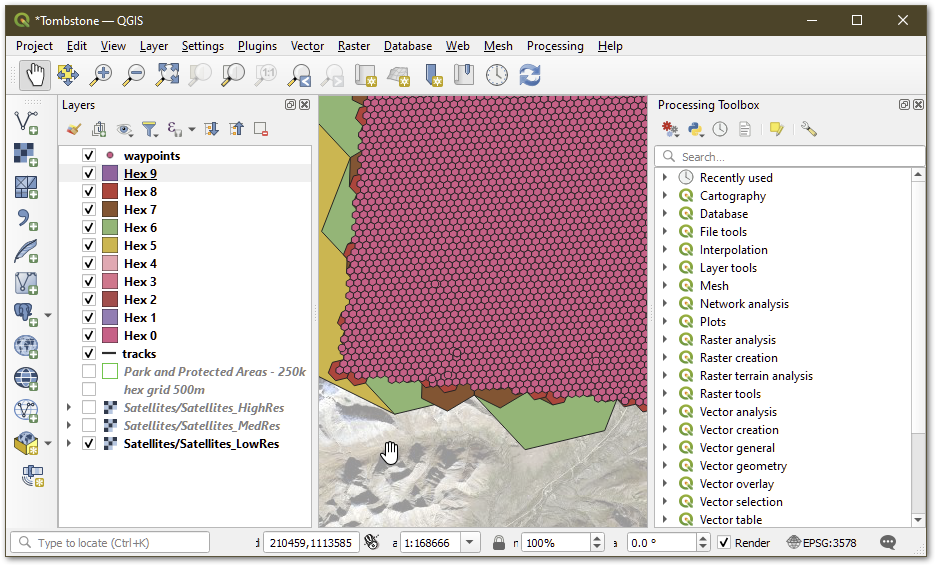 *Tombstone — QGIS
Project Edit View Layer Settings Plugins Vector Raster Database Web Mesh Processing Help
Layers
Processing Toolbox
waypoints
Hex 9
Hex 8
Hex 7
Hex 6
Hex 5
Hex 4
Hex 3
Hex 2
Hex 1
Hex 0
tracks
Park and Protected Areas - 250k
hex grid 500m
Satellites/Satellites_HighRes
Satellites/Satellites_MedRes
Satellites/Satellites_LowRes
Search...
Recently used
Cartography
Database
File tools
Interpolation
Layer tools
Mesh
Network analysis
Plots
Raster analysis
Raster creation
Raster terrain analysis
Raster tools
Vector analysis
Vector creation
Vector general
Vector geometry
Vector overlay
Vector selection
Vector table
Type to locate (Ctrl+K) 210459,1113585 1:168666 100% 0.0 ° Render EPSG:3578